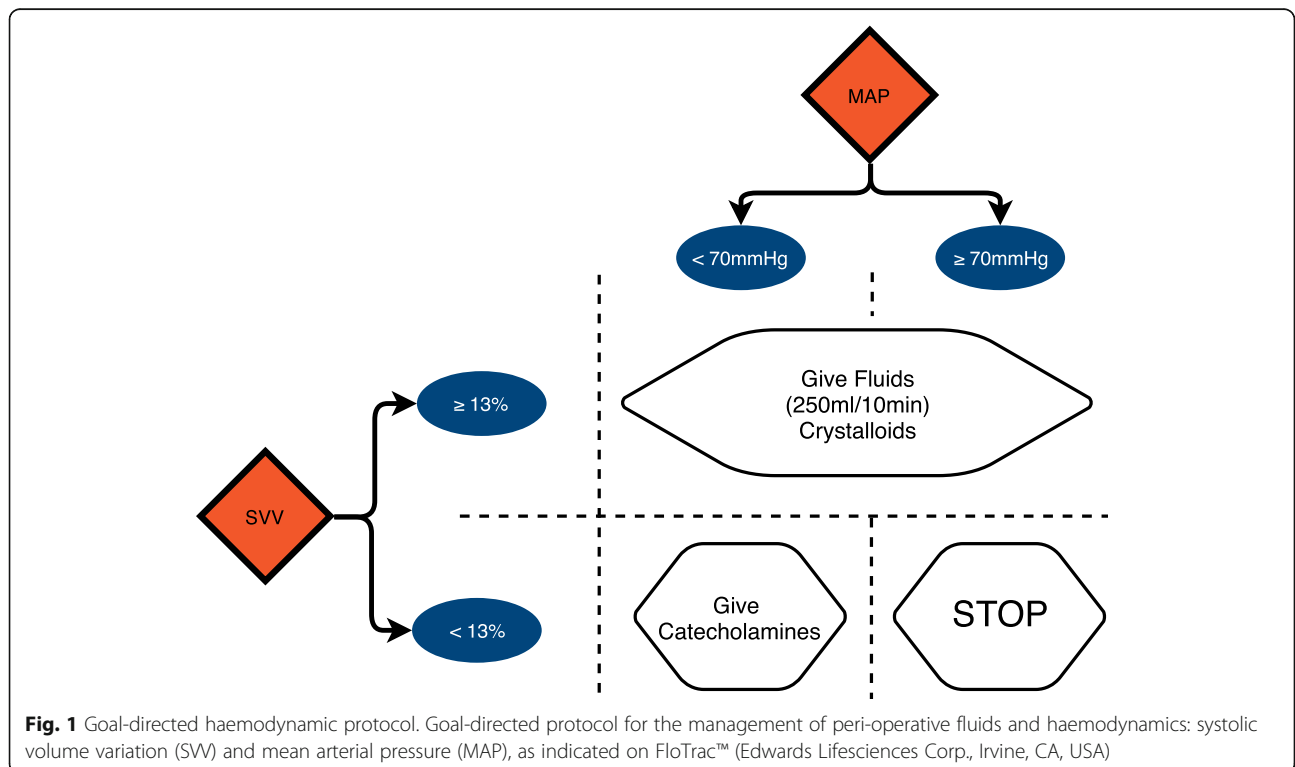 MAP
< 70mmHg
≥ 70mmHg
Give Fluids
(250ml/10min)
Crystalloids
≥ 13%
SVV
< 13%
Give
Catecholamines
STOP
Fig. 1 Goal-directed haemodynamic protocol. Goal-directed protocol for the management of peri-operative fluids and haemodynamics: systolic
volume variation (SVV) and mean arterial pressure (MAP), as indicated on FloTrac™ (Edwards Lifesciences Corp., Irvine, CA, USA)